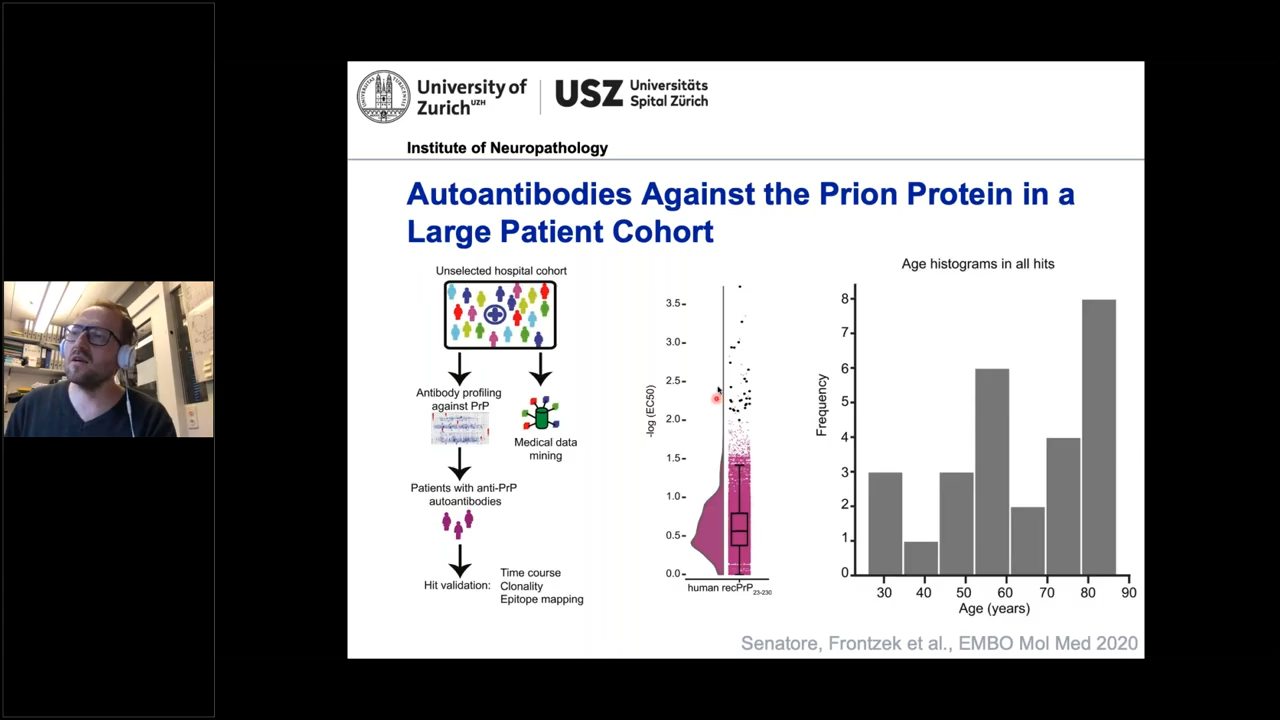 University of
Zurich UZH
USZ Universitäts
Spital Zürich
Institute of Neuropathology
Autoantibodies Against the Prion Protein in a
Large Patient Cohort
Unselected hospital cohort
Antibody profiling
against PrP
Medical data
mining
Patients with anti-PrP
autoantibodies
Hit validation:
Time course
Clonality
Epitope mapping
-log (EC50)
3.5
3.0
2.5
2.0
1.5
1.0
0.5
0.0
human recPrP23-230
Age histograms in all hits
Frequency
8
7
6
5
4
3
2
1
0
30 40 50 60 70 80 90
Age (years)
Senatore, Frontzek et al., EMBO Mol Med 2020